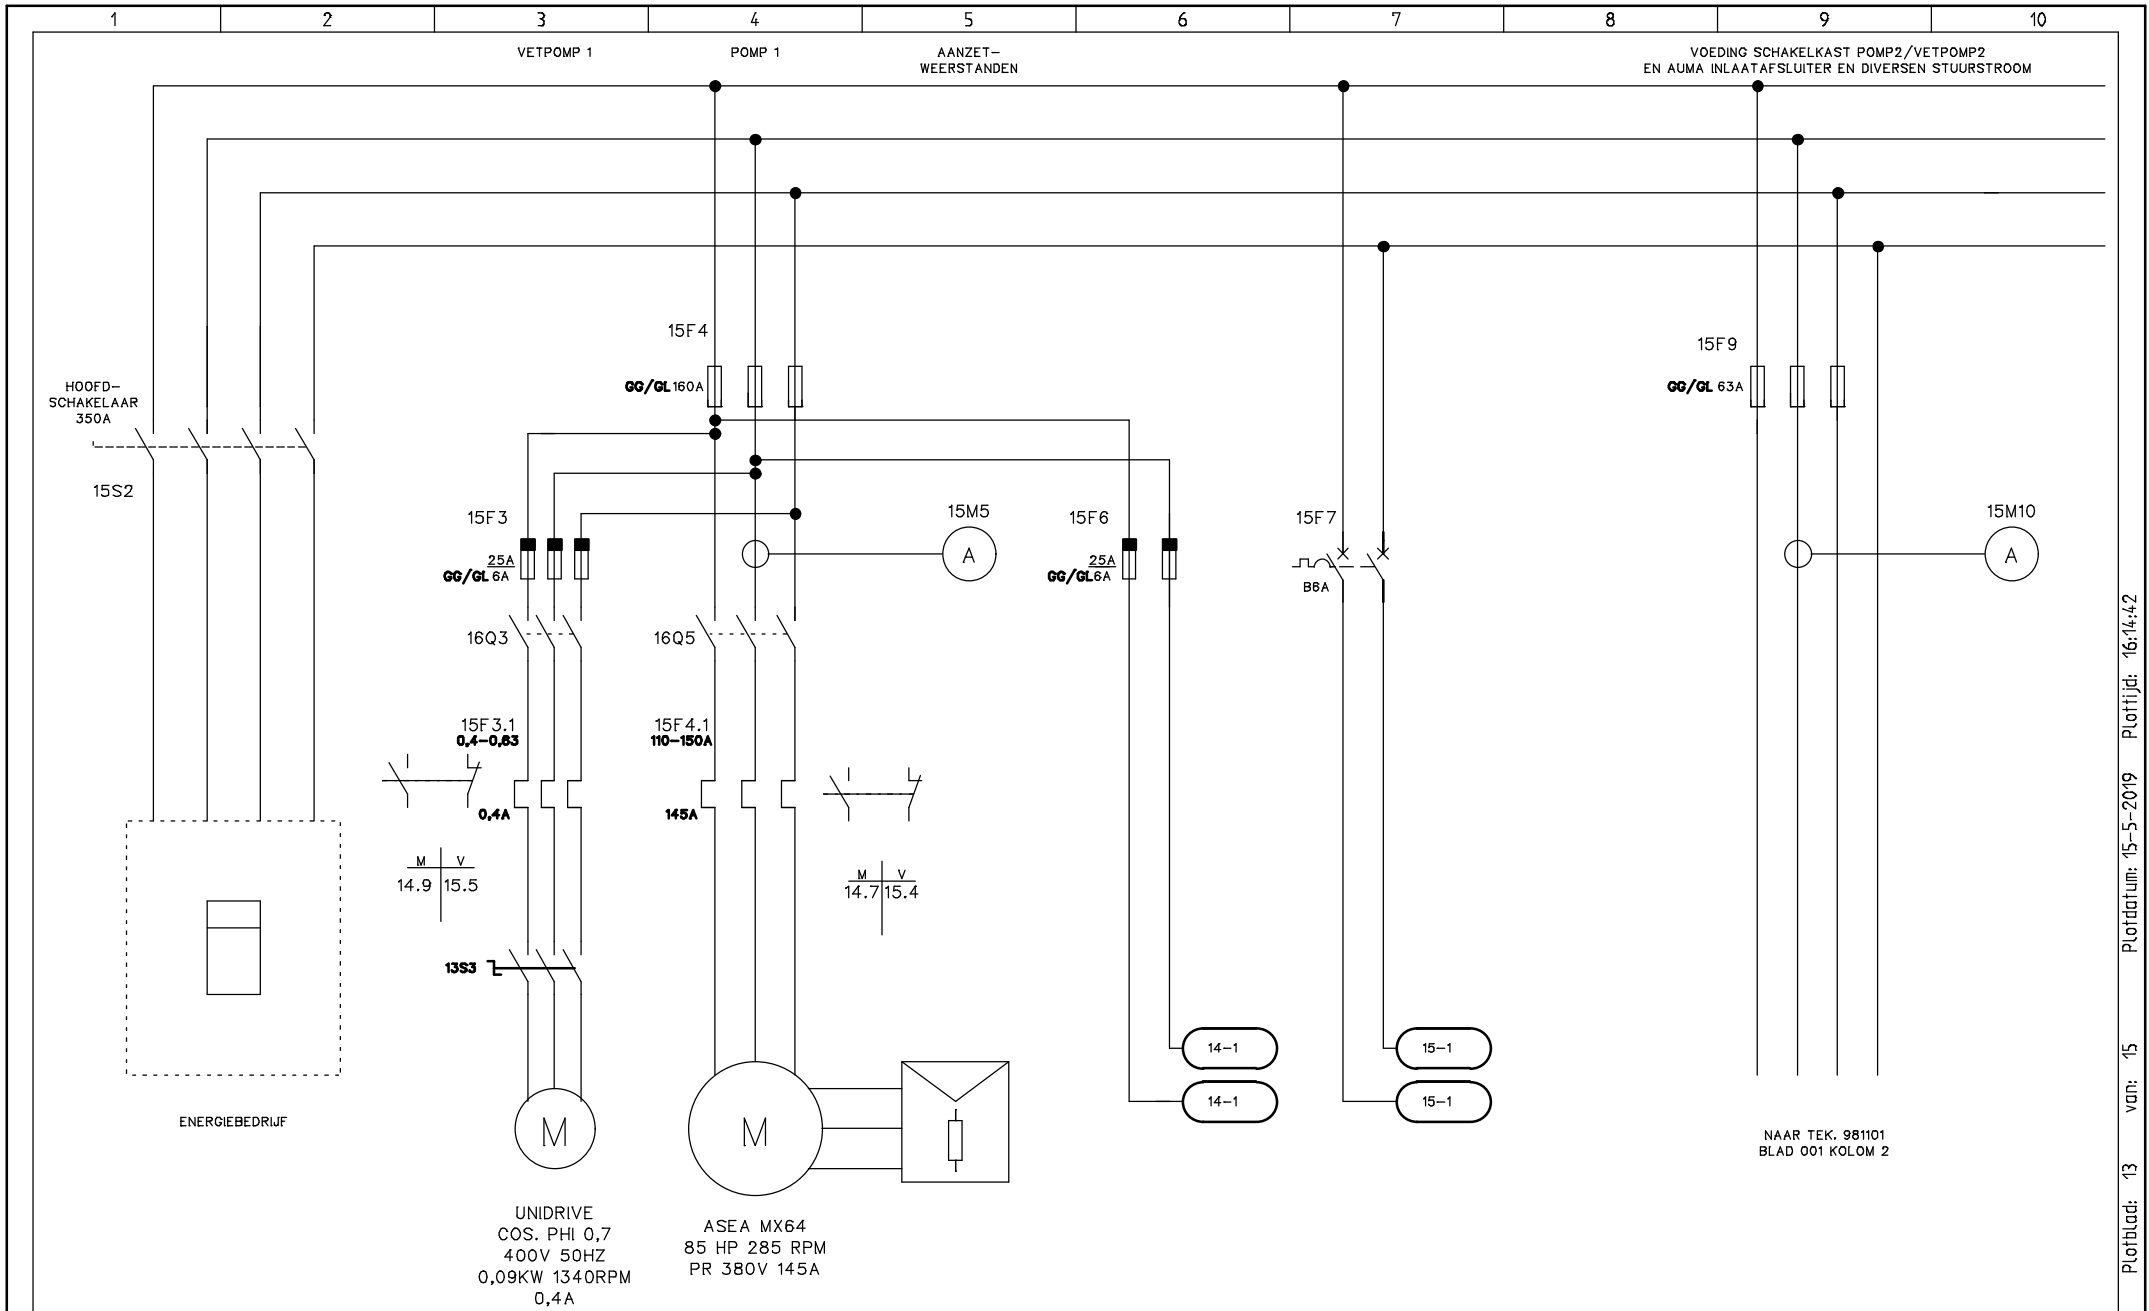 1 2 3 4 5 6 7 8 9 10
VETPOMP 1
POMP 1
AANZET-
WEERSTANDEN
VOEDING SCHAKELKAST POMP2/VETPOMP2
EN AUMA INLAATAFSLUITER EN DIVERSEN STUURSTROOM
HOOFD-
SCHAKELAAR
350A
15S2
ENERGIEBEDRIJF
15F4
GG/GL 160A
15F9
GG/GL 63A
15F3
25A
GG/GL 6A
15M5
A
15F6
25A
GG/GL 6A
15F7
B6A
15M10
A
16Q3
16Q5
15F3.1
0,4-0,63
0,4A
15F4.1
110-150A
145A
M V
14.9 15.5
M V
14.7 15.4
13S3
M
M
14-1
14-1
15-1
15-1
UNIDRIVE
COS. PHI 0,7
400V 50HZ
0,09KW 1340RPM
0,4A
ASEA MX64
85 HP 285 RPM
PR 380V 145A
NAAR TEK. 981101
BLAD 001 KOLOM 2
Plotblad: 13 van: 15 Plotdatum: 15-5-2019 Plottijd: 16:14:42